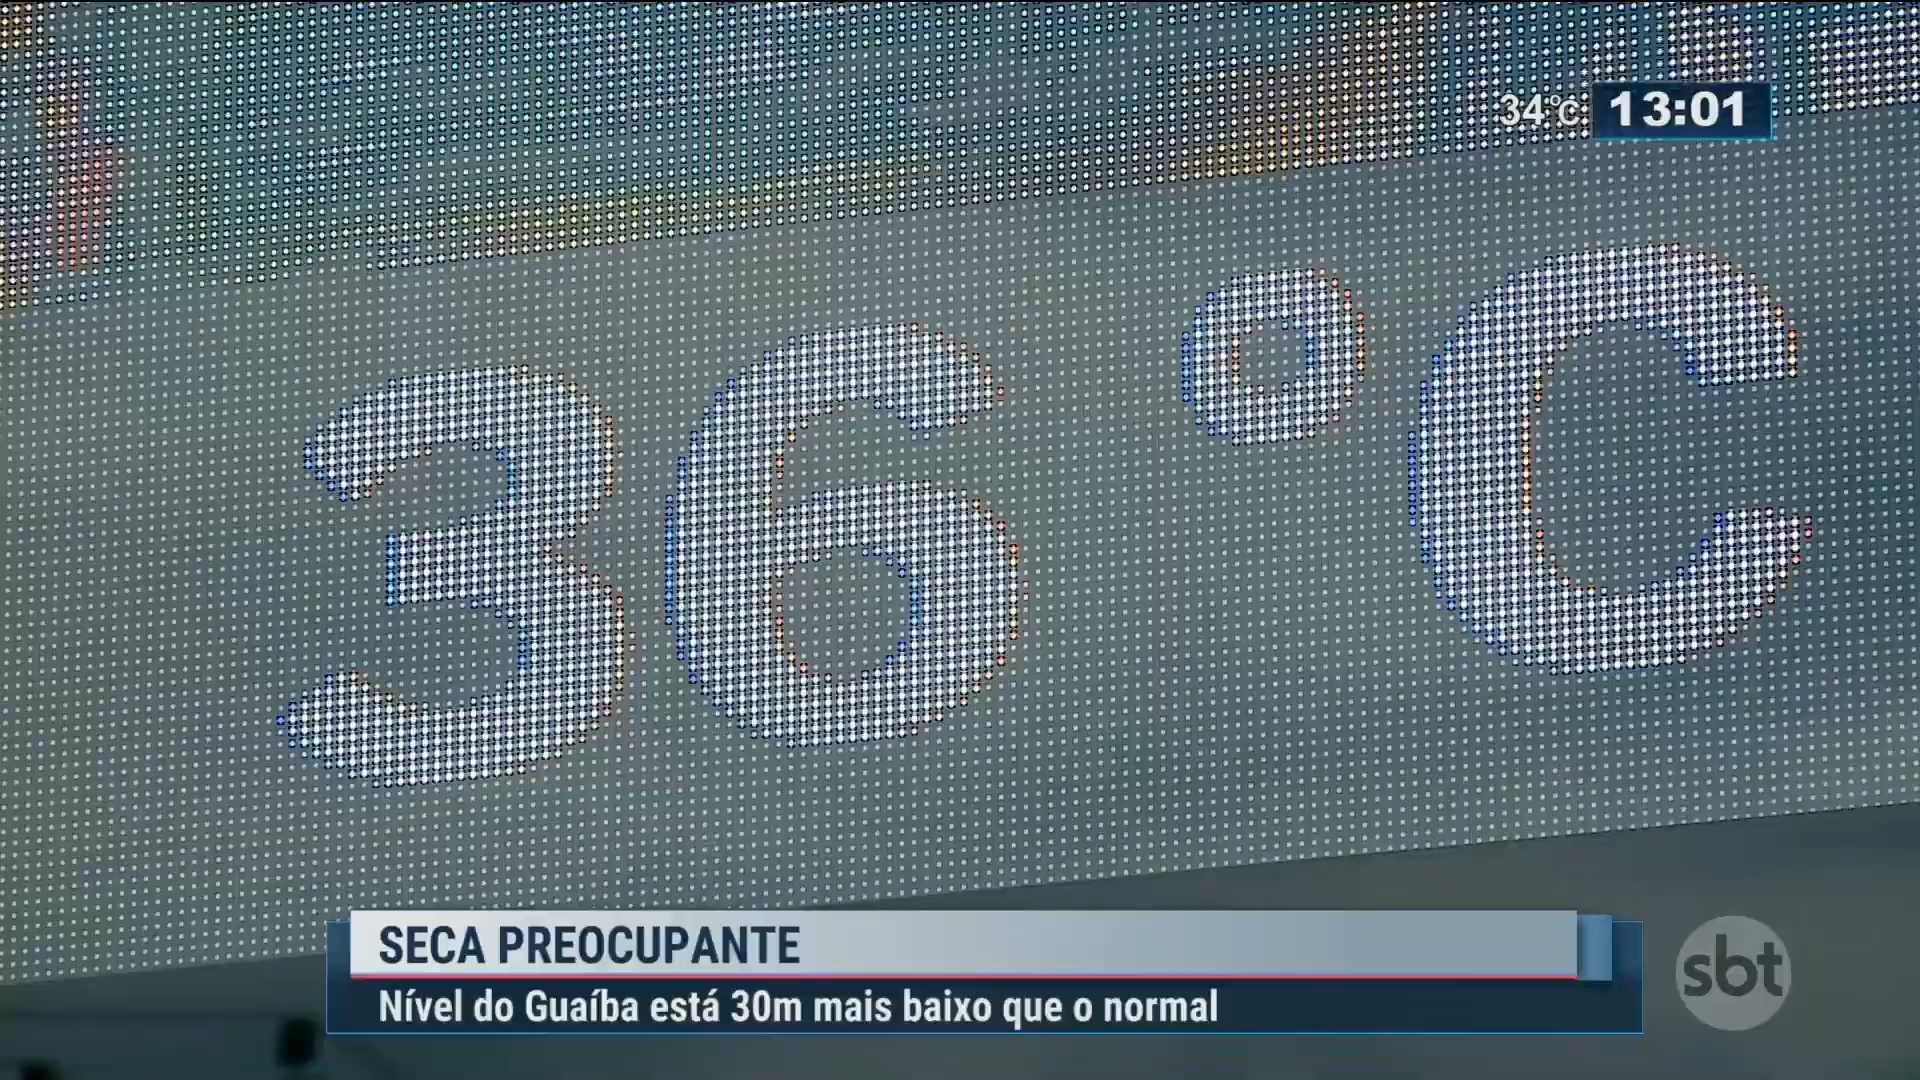 34°C
13:01
36 °C
SECA PREOCUPANTE
Nível do Guaíba está 30m mais baixo que o normal
sbt